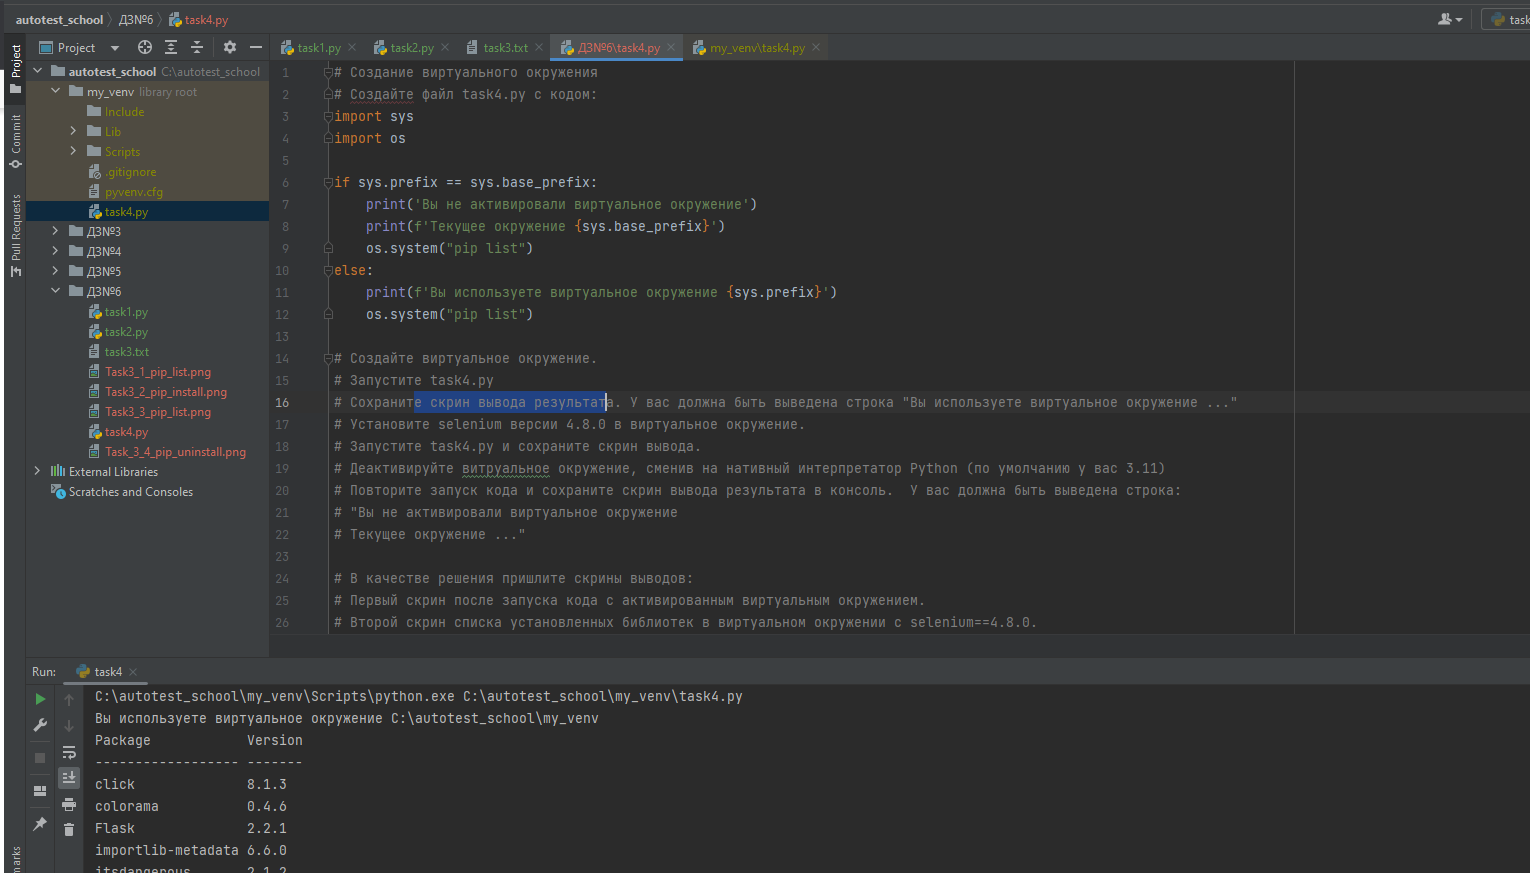 autotest_school ДЗ№6 task4.py
task
Project
task1.py task2.py task3.txt ДЗ№6\task4.py my_venv\task4.py
Project
Commit
Pull Requests
autotest_school C:\autotest_school
my_venv library root
Include
Lib
Scripts
.gitignore
pyvenv.cfg
task4.py
ДЗ№3
ДЗ№4
ДЗ№5
ДЗ№6
task1.py
task2.py
task3.txt
Task3_1_pip_list.png
Task3_2_pip_install.png
Task3_3_pip_list.png
task4.py
Task_3_4_pip_uninstall.png
External Libraries
Scratches and Consoles
1 # Создание виртуального окружения
2 # Создайте файл task4.py с кодом:
3 import sys
4 import os
5
6 if sys.prefix == sys.base_prefix:
7 print('Вы не активировали виртуальное окружение')
8 print(f'Текущее окружение {sys.base_prefix}')
9 os.system("pip list")
10 else:
11 print(f'Вы используете виртуальное окружение {sys.prefix}')
12 os.system("pip list")
13
14 # Создайте виртуальное окружение.
15 # Запустите task4.py
16 # Сохраните скрин вывода результата. У вас должна быть выведена строка "Вы используете виртуальное окружение ..."
17 # Установите selenium версии 4.8.0 в виртуальное окружение.
18 # Запустите task4.py и сохраните скрин вывода.
19 # Деактивируйте витруальное окружение, сменив на нативный интерпретатор Python (по умолчанию у вас 3.11)
20 # Повторите запуск кода и сохраните скрин вывода результата в консоль.  У вас должна быть выведена строка:
21 # "Вы не активировали виртуальное окружение
22 # Текущее окружение ..."
23
24 # В качестве решения пришлите скрины выводов:
25 # Первый скрин после запуска кода с активированным виртуальным окружением.
26 # Второй скрин списка установленных библиотек в виртуальном окружении с selenium==4.8.0.
Run: task4
C:\autotest_school\my_venv\Scripts\python.exe C:\autotest_school\my_venv\task4.py
Вы используете виртуальное окружение C:\autotest_school\my_venv
Package Version
------------------ -------
click 8.1.3
colorama 0.4.6
Flask 2.2.1
importlib-metadata 6.6.0
itsdangerous 2.1.2
marks